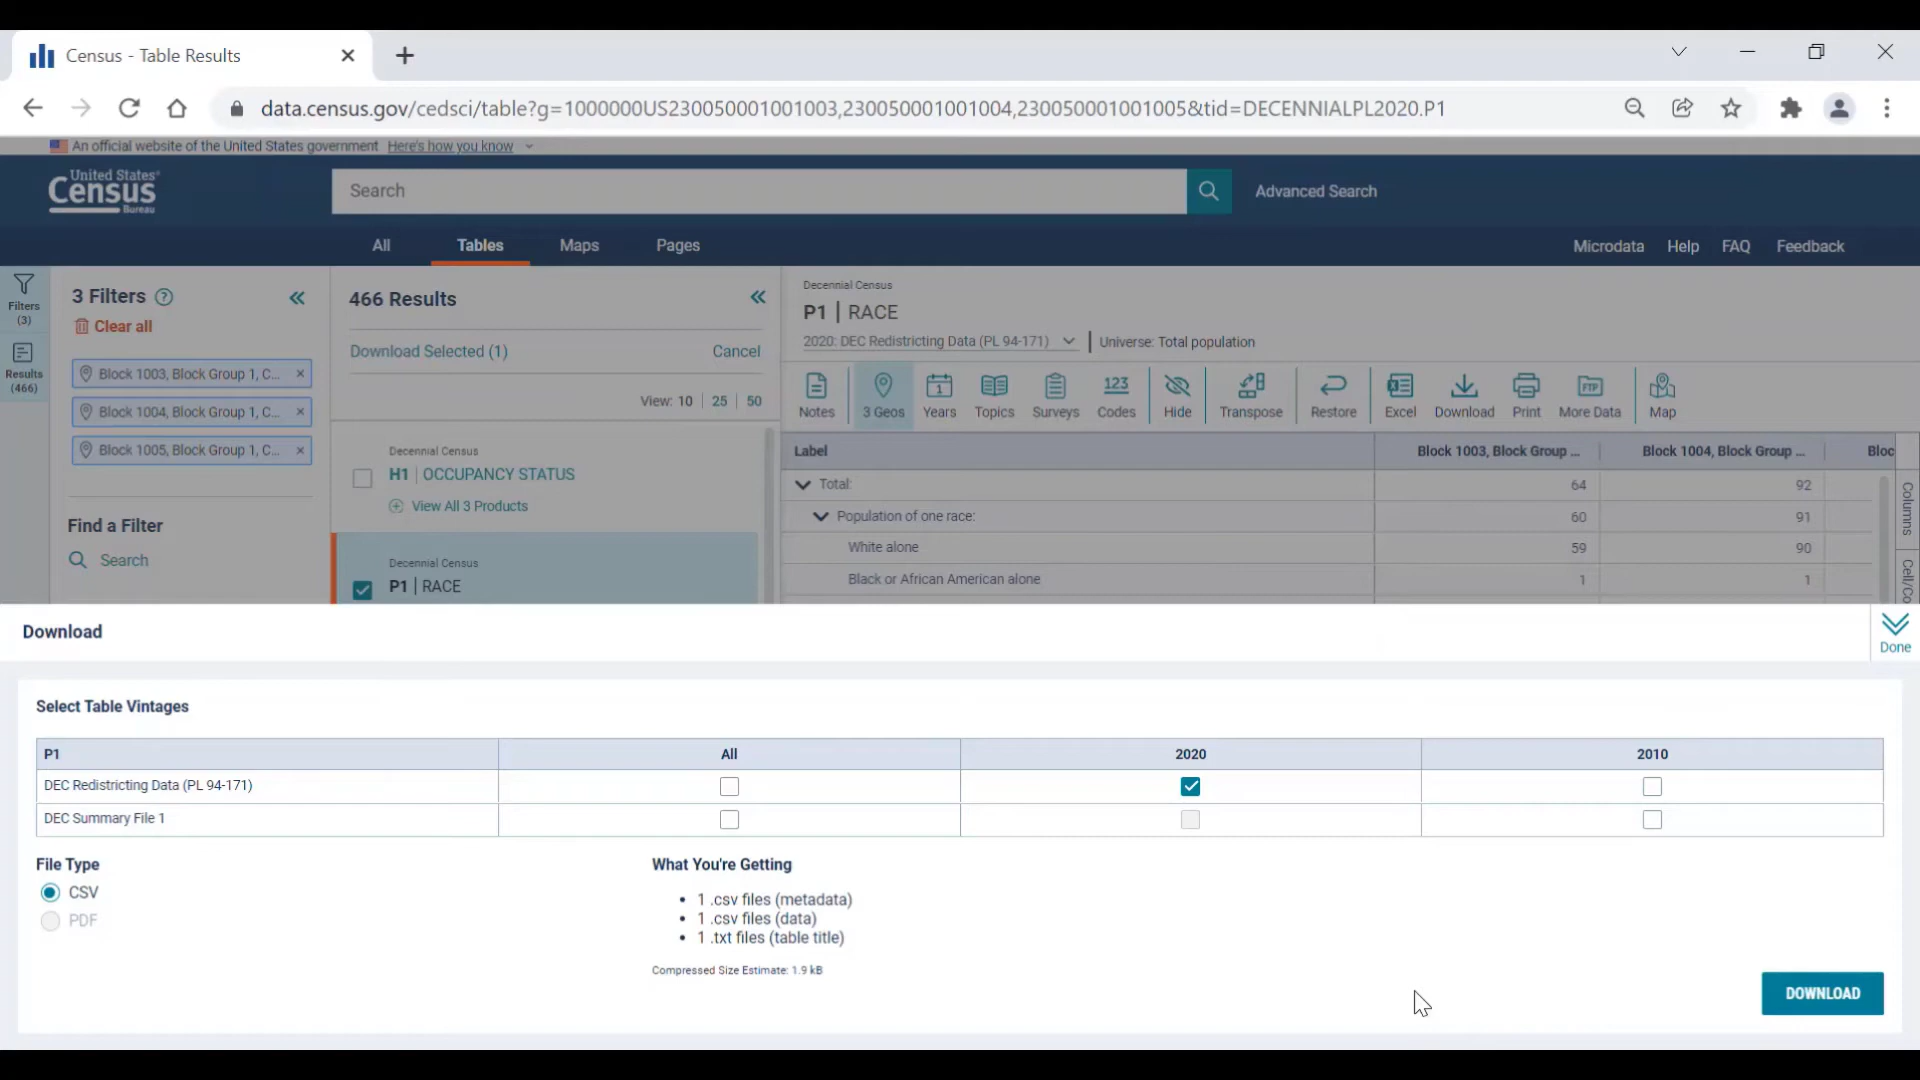 Census - Table Results
data.census.gov/cedsci/table?g=1000000US230050001001003,230050001001004,230050001001005&tid=DECENNIALPL2020.P1
An official website of the United States government Here's how you know
United States®
Census
Bureau
Search
Advanced Search
All Tables Maps Pages
Microdata Help FAQ Feedback
Filters
(3)
Results
(466)
3 Filters
Clear all
Block 1003, Block Group 1, C...
Block 1004, Block Group 1, C...
Block 1005, Block Group 1, C...
Find a Filter
Search
466 Results
Download Selected (1) Cancel
View: 10 | 25 | 50
Decennial Census
H1 | OCCUPANCY STATUS
View All 3 Products
Decennial Census
P1 | RACE
Decennial Census
P1 | RACE
2020: DEC Redistricting Data (PL 94-171) Universe: Total population
Notes 3 Geos Years Topics Surveys Codes Hide Transpose Restore Excel Download Print More Data Map
1 123 FTP
Label Block 1003, Block Group ... Block 1004, Block Group ... Bloc
Total: 64 92
Population of one race: 60 91
White alone 59 90
Black or African American alone 1 1
Columns
Cell/Co
Download
Done
Select Table Vintages
P1 All 2020 2010
DEC Redistricting Data (PL 94-171)
DEC Summary File 1
File Type
CSV
PDF
What You're Getting
• 1 .csv files (metadata)
• 1 .csv files (data)
• 1 .txt files (table title)
Compressed Size Estimate: 1.9 kB
DOWNLOAD